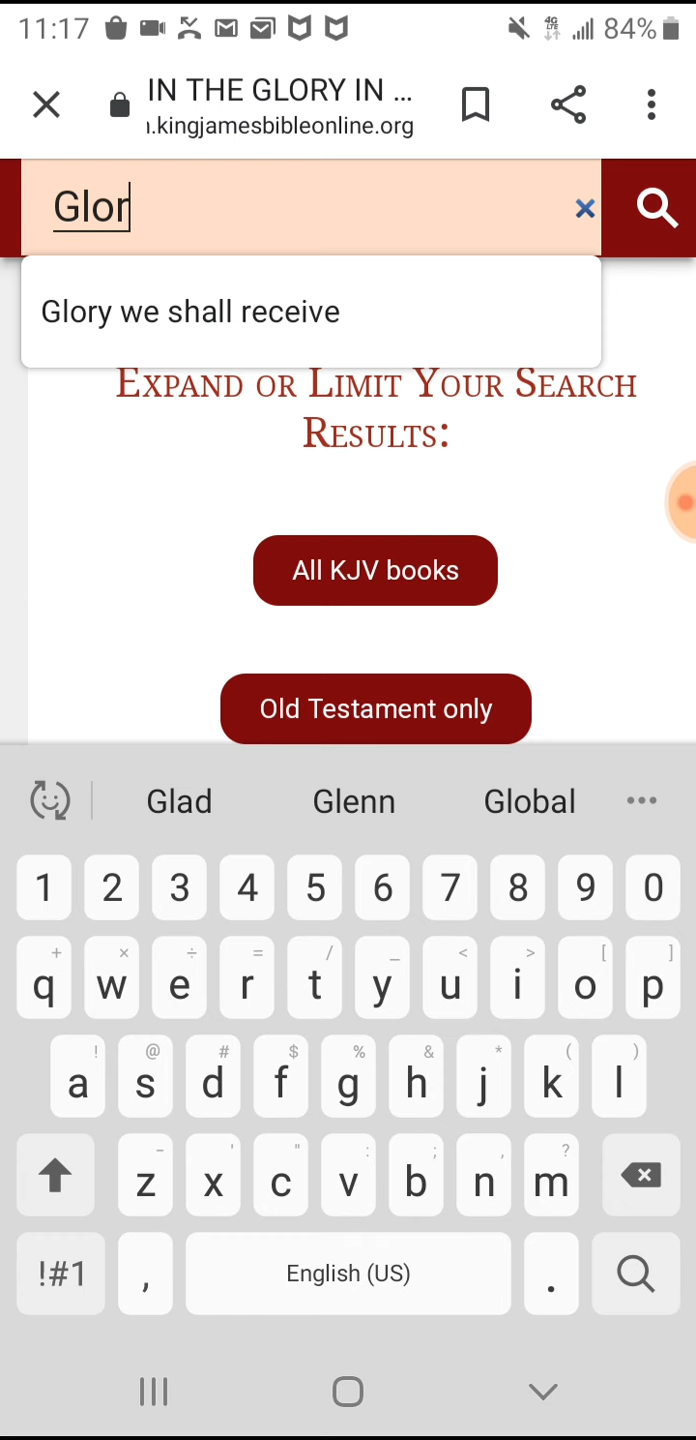 11:17 84%
IN THE GLORY IN ...
.kingjamesbibleonline.org
Glor
Glory we shall receive
EXPAND OR LIMIT YOUR SEARCH
RESULTS:
All KJV books
Old Testament only
Glad Glenn Global
1 2 3 4 5 6 7 8 9 0
+ × ÷ = / _ < > [ ]
q w e r t y u i o p
! @ # $ % & * ( )
a s d f g h j k l
- ' " : ; , ?
z x c v b n m
!#1 , English (US) .